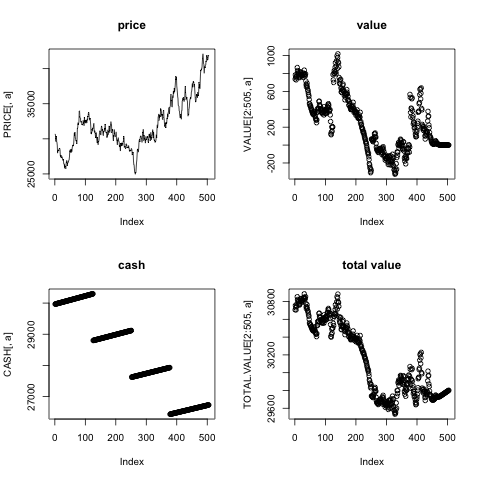 price
PRICE[, a]
25000
35000
0
100
200
300
400
500
Index
value
VALUE[2:505, a]
-200
200
600
1000
0
100
200
300
400
500
Index
cash
CASH[, a]
27000
29000
0
100
200
300
400
500
Index
total value
TOTAL.VALUE[2:505, a]
29600
30200
30800
0
100
200
300
400
500
Index